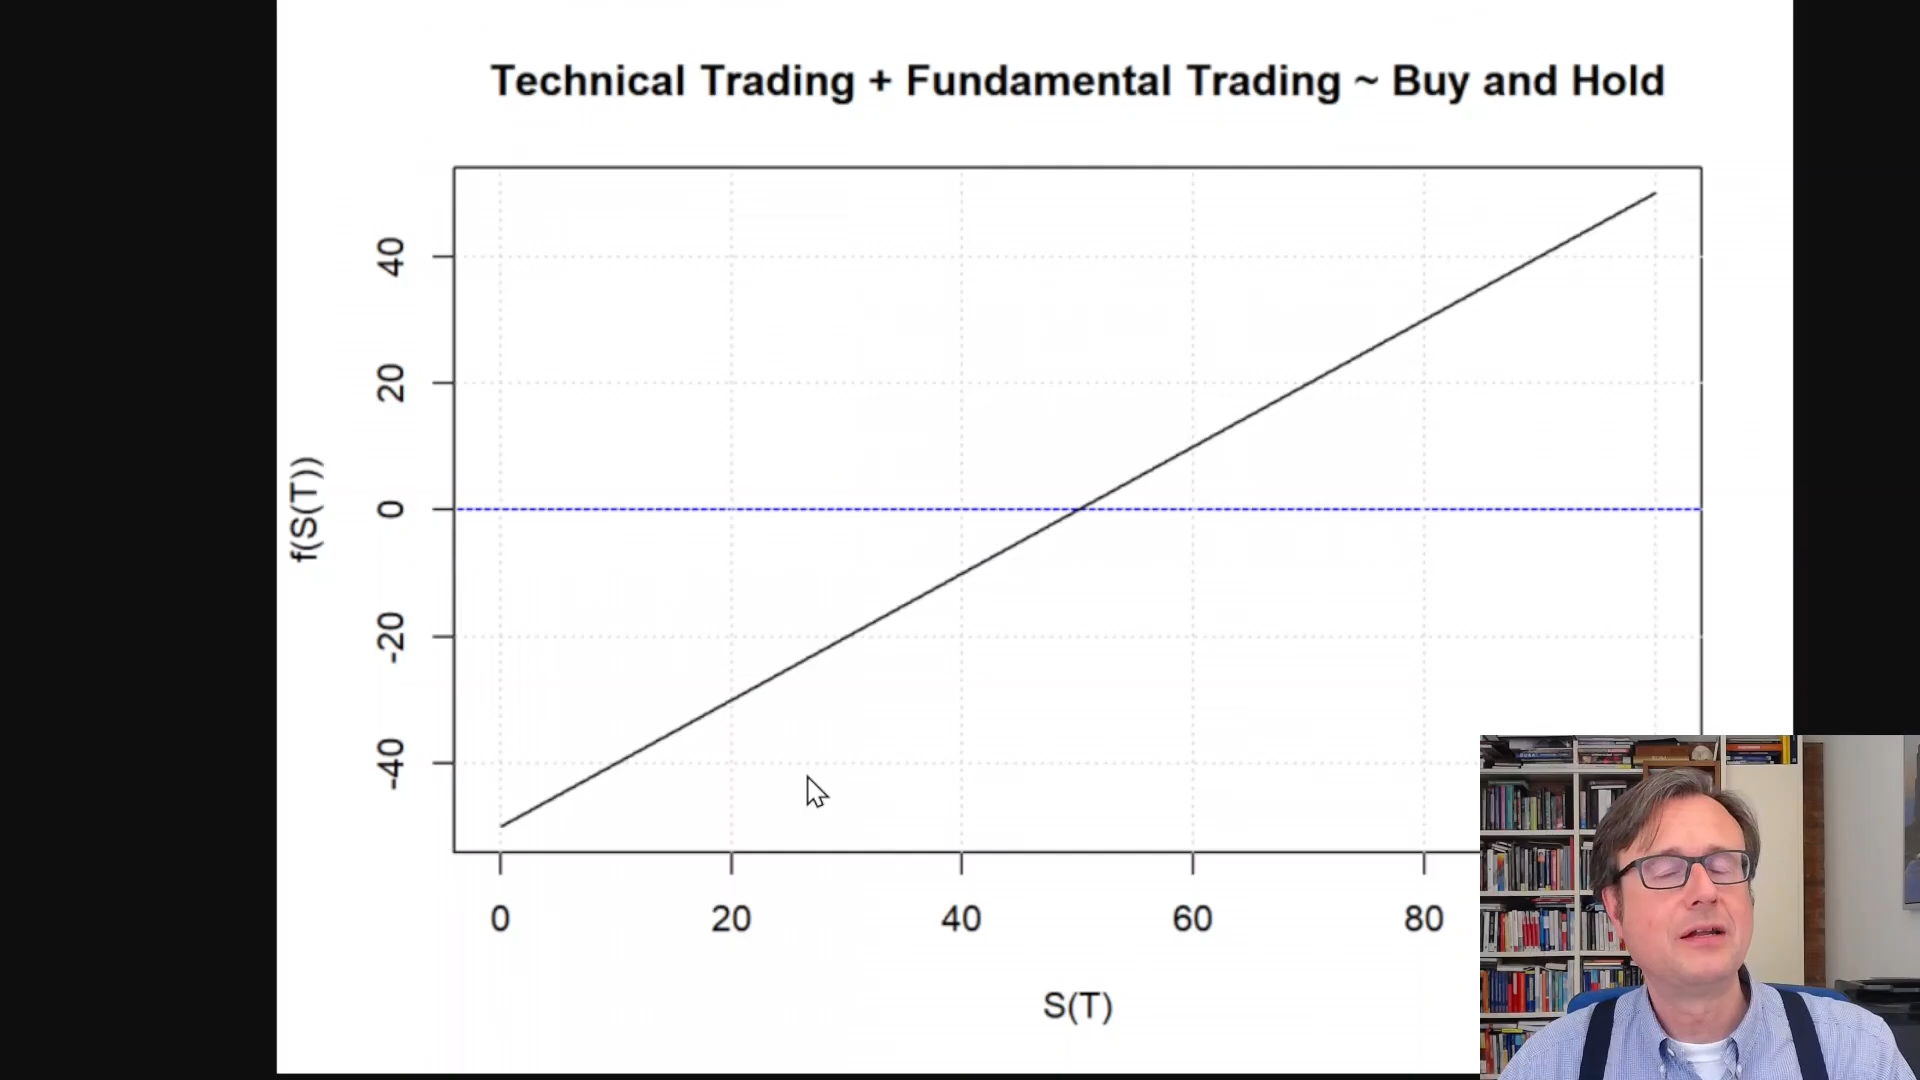 Technical Trading + Fundamental Trading ~ Buy and Hold
40
20
0
-20
-40
f(S(T))
0 20 40 60 80
S(T)